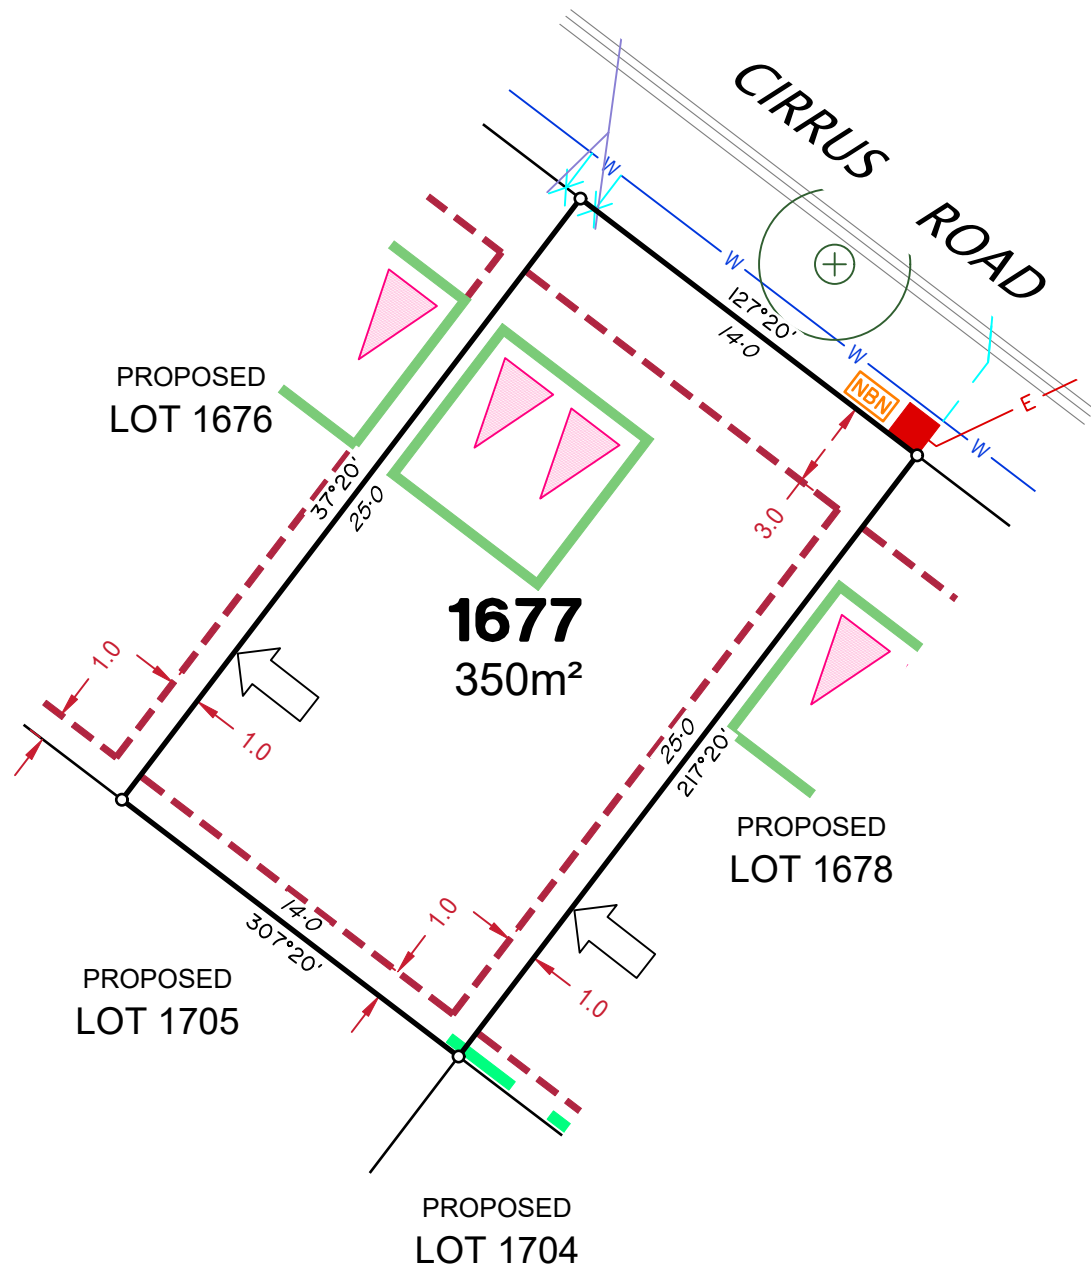 CIRRUS
ROAD
W
W
W
W
E
NBN
127°20'
14·0
3.0
PROPOSED
LOT 1676
37°20'
25·0
1677
350m²
1.0
1.0
25·0
217°20'
PROPOSED
LOT 1678
14·0
307°20'
1.0
1.0
PROPOSED
LOT 1705
PROPOSED
LOT 1704